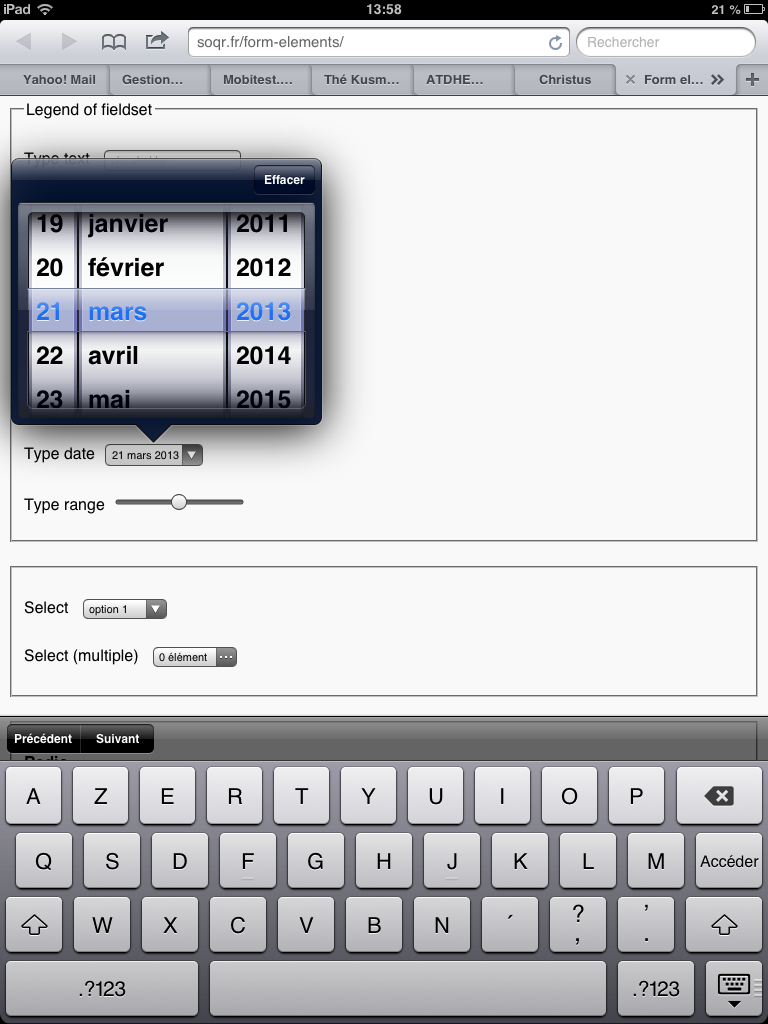 iPad 13:58 21 %
soqr.fr/form-elements/ Rechercher
Yahoo! Mail Gestion… Mobitest.… Thé Kusm… ATDHE… Christus Form el…
Legend of fieldset
Type text
Effacer
19 janvier 2011
20 février 2012
21 mars 2013
22 avril 2014
23 mai 2015
Type date 21 mars 2013
Type range
Select option 1
Select (multiple) 0 élément
Précédent Suivant
Radio
A Z E R T Y U I O P
Q S D F G H J K L M Accéder
W X C V B N ´ ? , ’ .
.?123 .?123